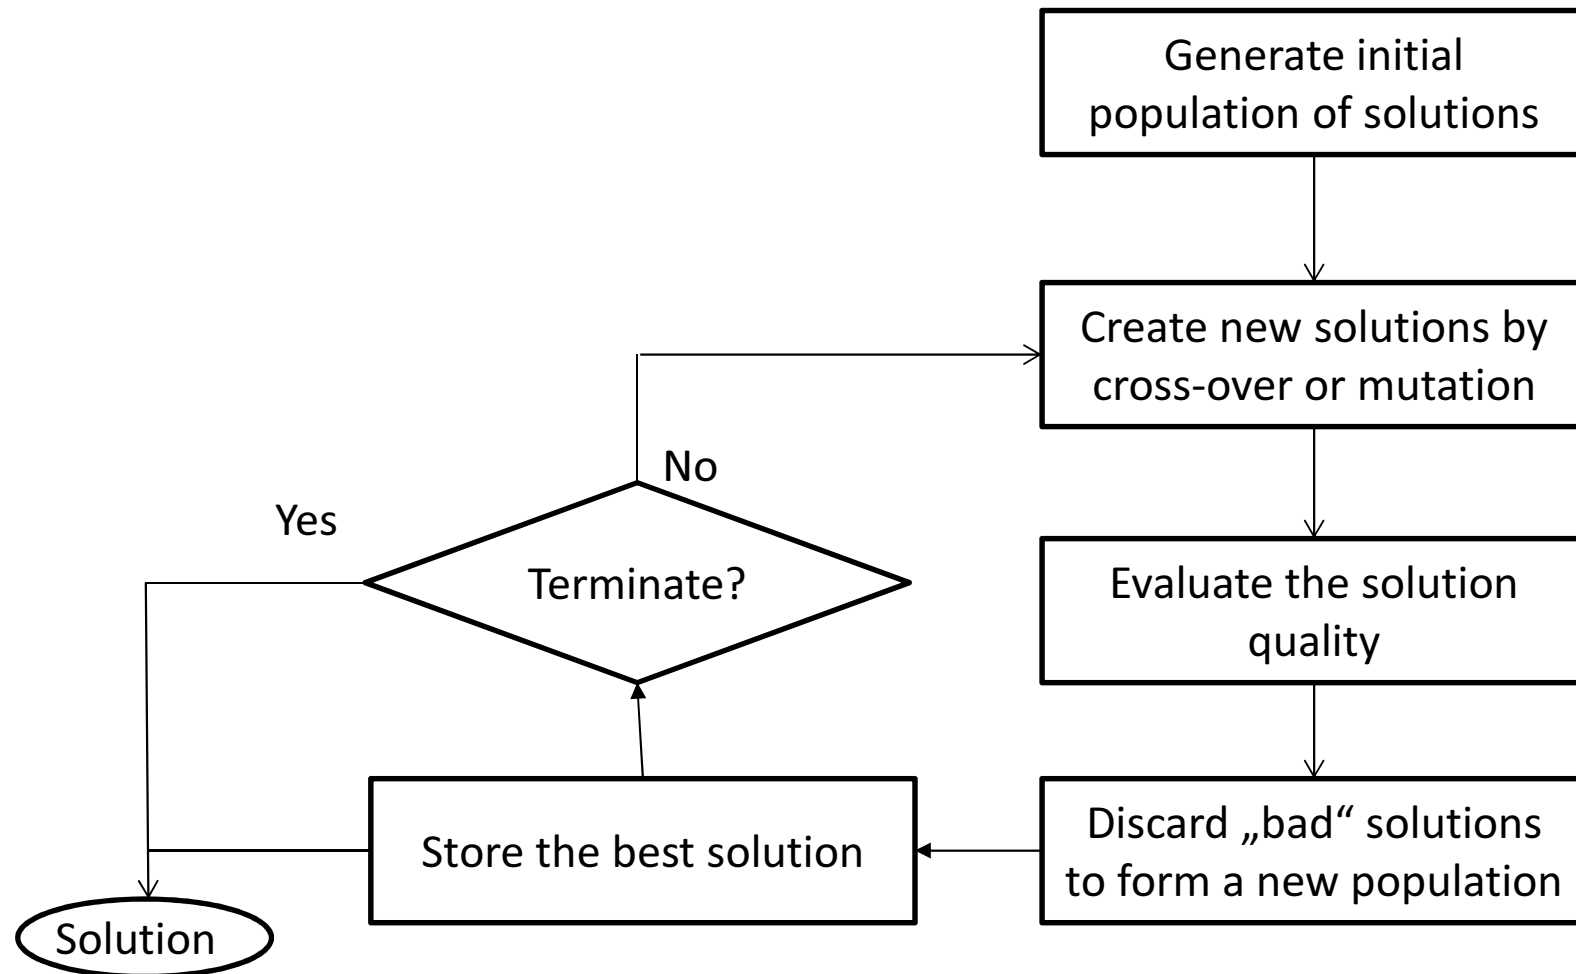 Generate initial
population of solutions
Create new solutions by
cross-over or mutation
No
Yes
Terminate?
Evaluate the solution
quality
Discard „bad“ solutions
to form a new population
Store the best solution
Solution